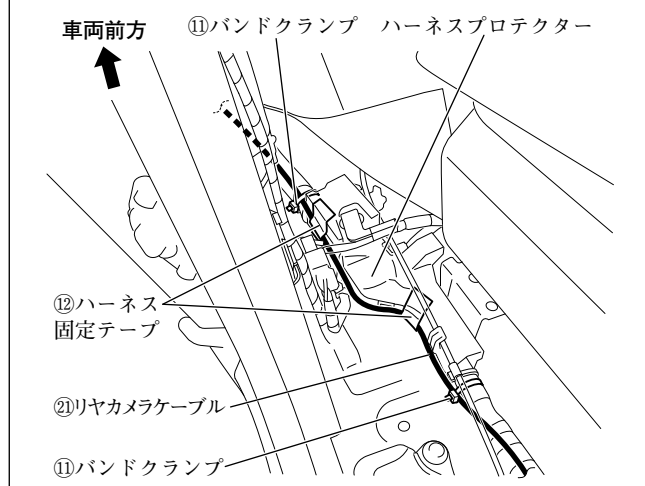 車両前方
⑪バンドクランプ
ハーネスプロテクター
⑫ハーネス
固定テープ
㉑リヤカメラケーブル
⑪バンドクランプ